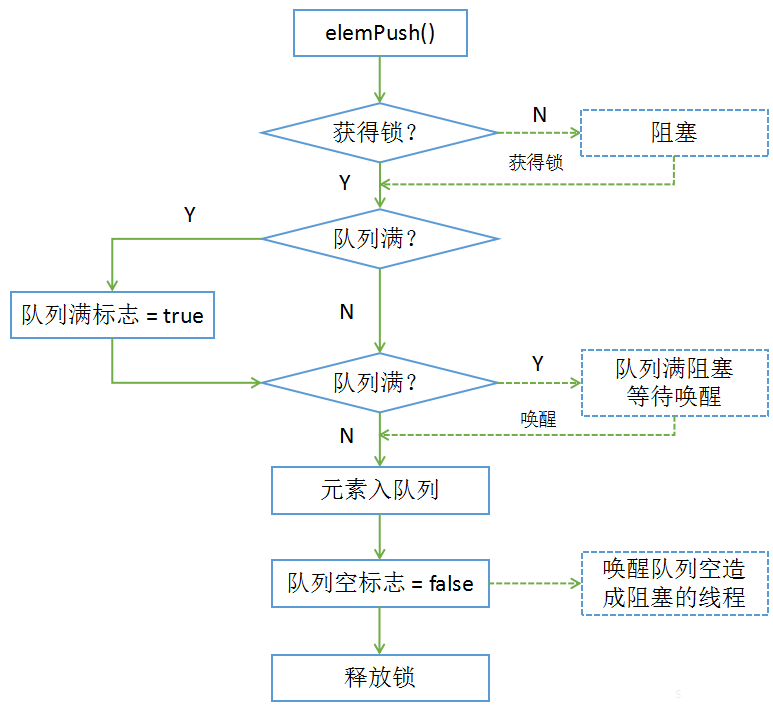 elemPush()
获得锁?
N
阻塞
获得锁
Y
Y
队列满?
队列满标志 = true
N
队列满?
Y
队列满阻塞
等待唤醒
唤醒
N
元素入队列
队列空标志 = false
唤醒队列空造
成阻塞的线程
释放锁